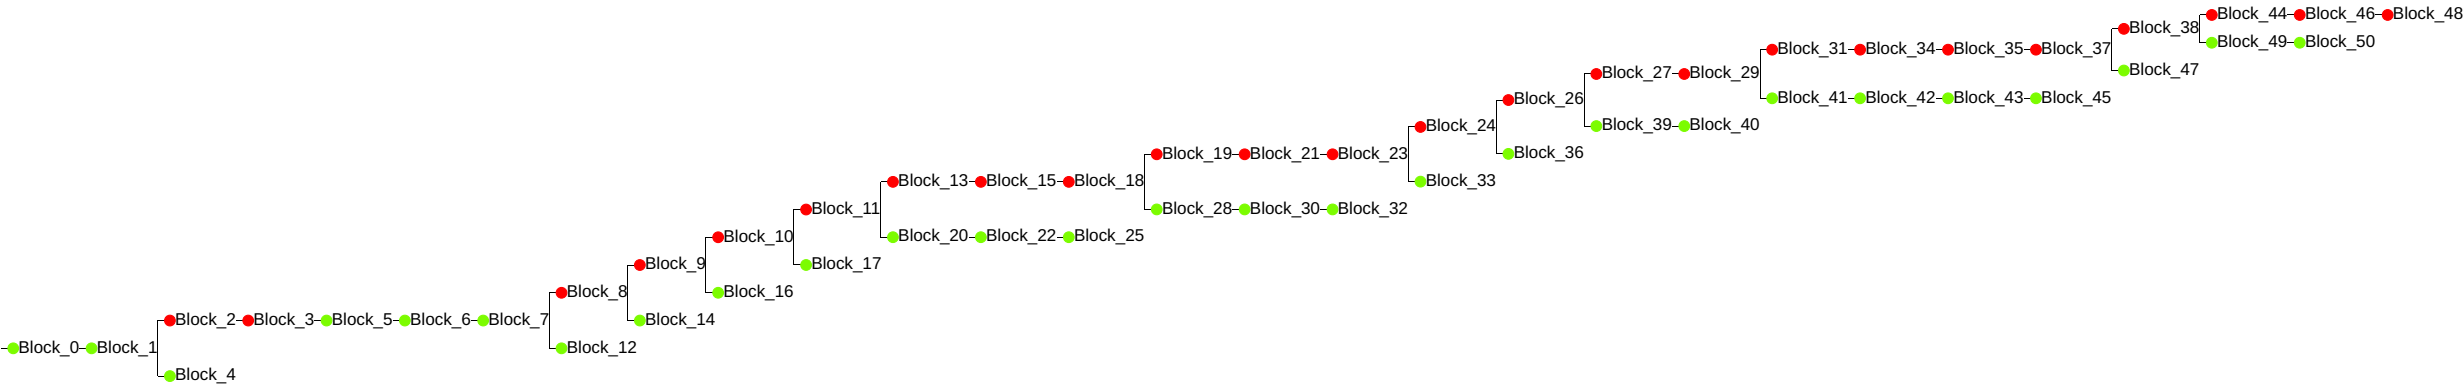 Block_44 Block_46 Block_48
Block_38
Block_49 Block_50
Block_31 Block_34 Block_35 Block_37
Block_47
Block_27 Block_29
Block_41 Block_42 Block_43 Block_45
Block_26
Block_39 Block_40
Block_24
Block_36
Block_19 Block_21 Block_23
Block_33
Block_13 Block_15 Block_18
Block_28 Block_30 Block_32
Block_11
Block_20 Block_22 Block_25
Block_10
Block_17
Block_9
Block_16
Block_8
Block_14
Block_2 Block_3 Block_5 Block_6 Block_7
Block_12
Block_0 Block_1
Block_4